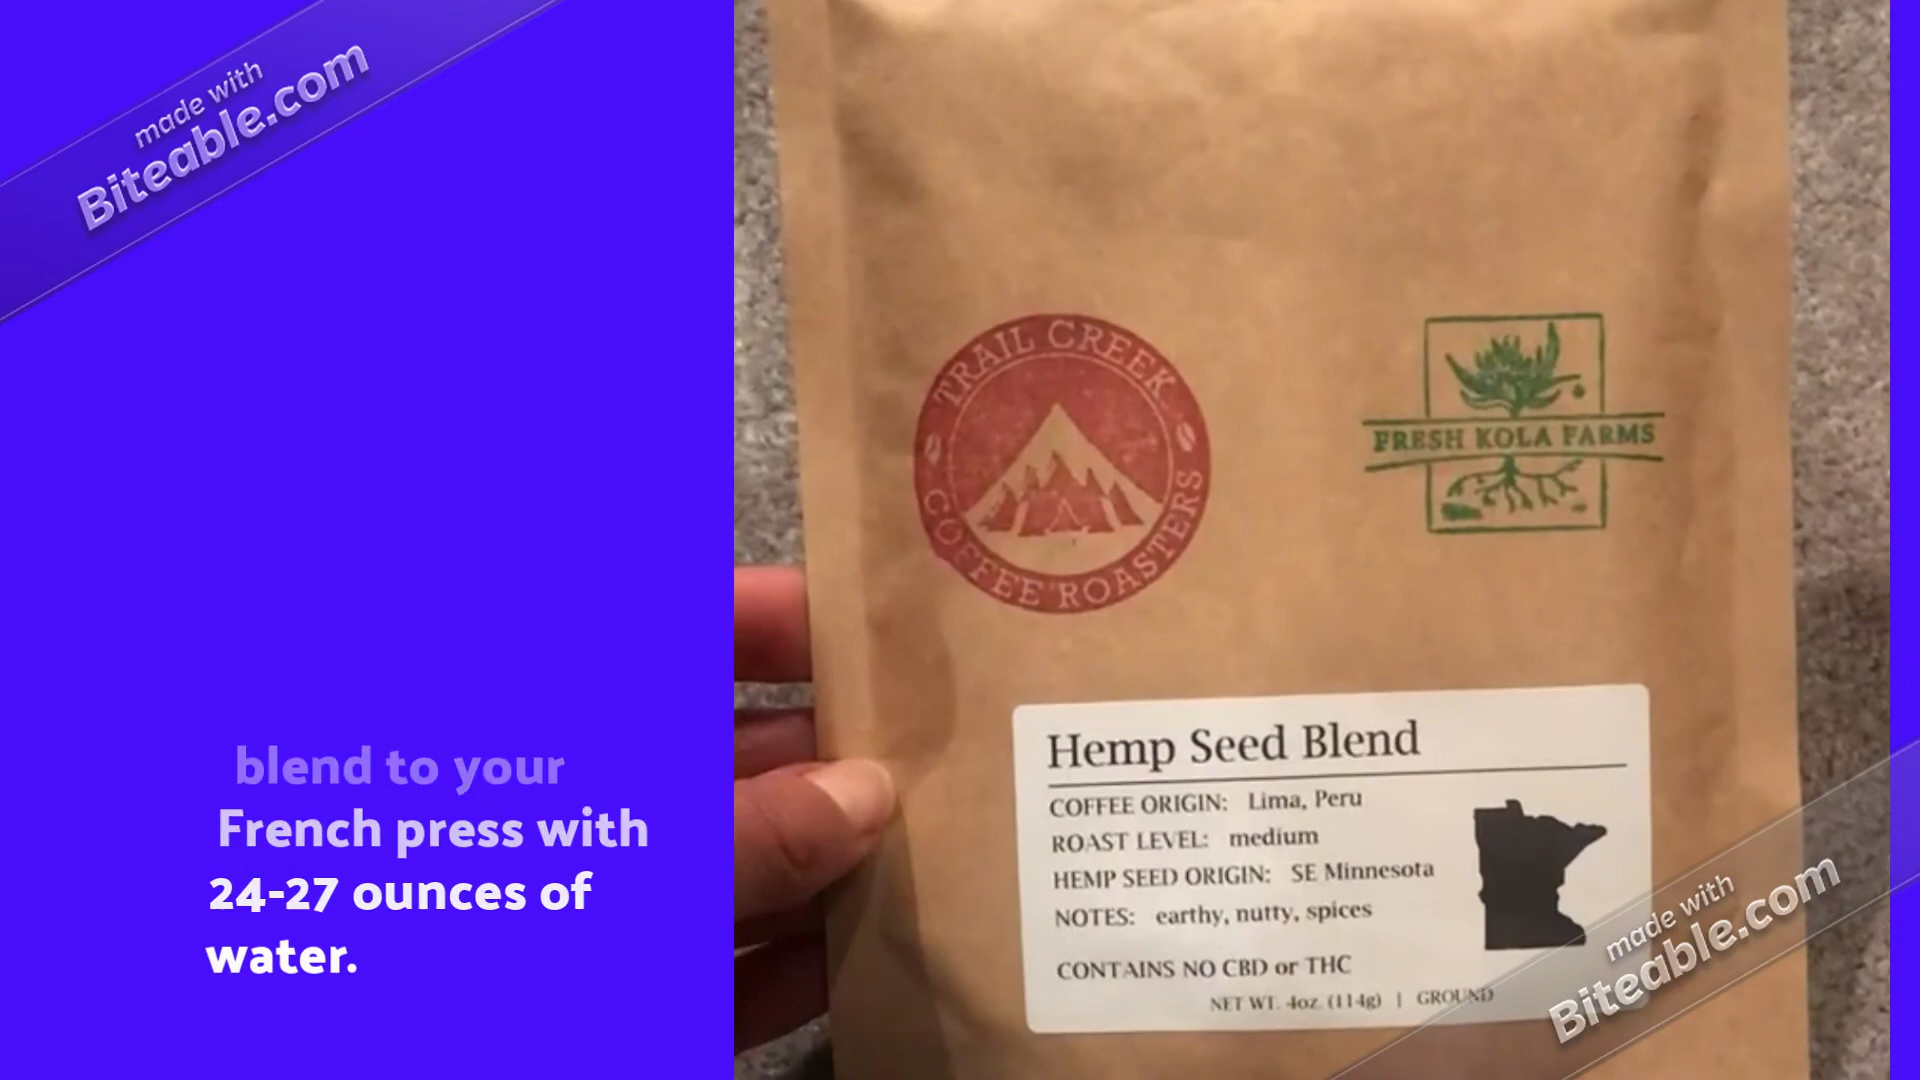 made with
Biteable.com
blend to your
French press with
24-27 ounces of
water.
TRAIL CREEK
COFFEE ROASTERS
FRESH KOLA FARMS
Hemp Seed Blend
COFFEE ORIGIN: Lima, Peru
ROAST LEVEL: medium
HEMP SEED ORIGIN: SE Minnesota
NOTES: earthy, nutty, spices
CONTAINS NO CBD or THC
NET WT. 4oz. (114g) | GROUND
made with
Biteable.com